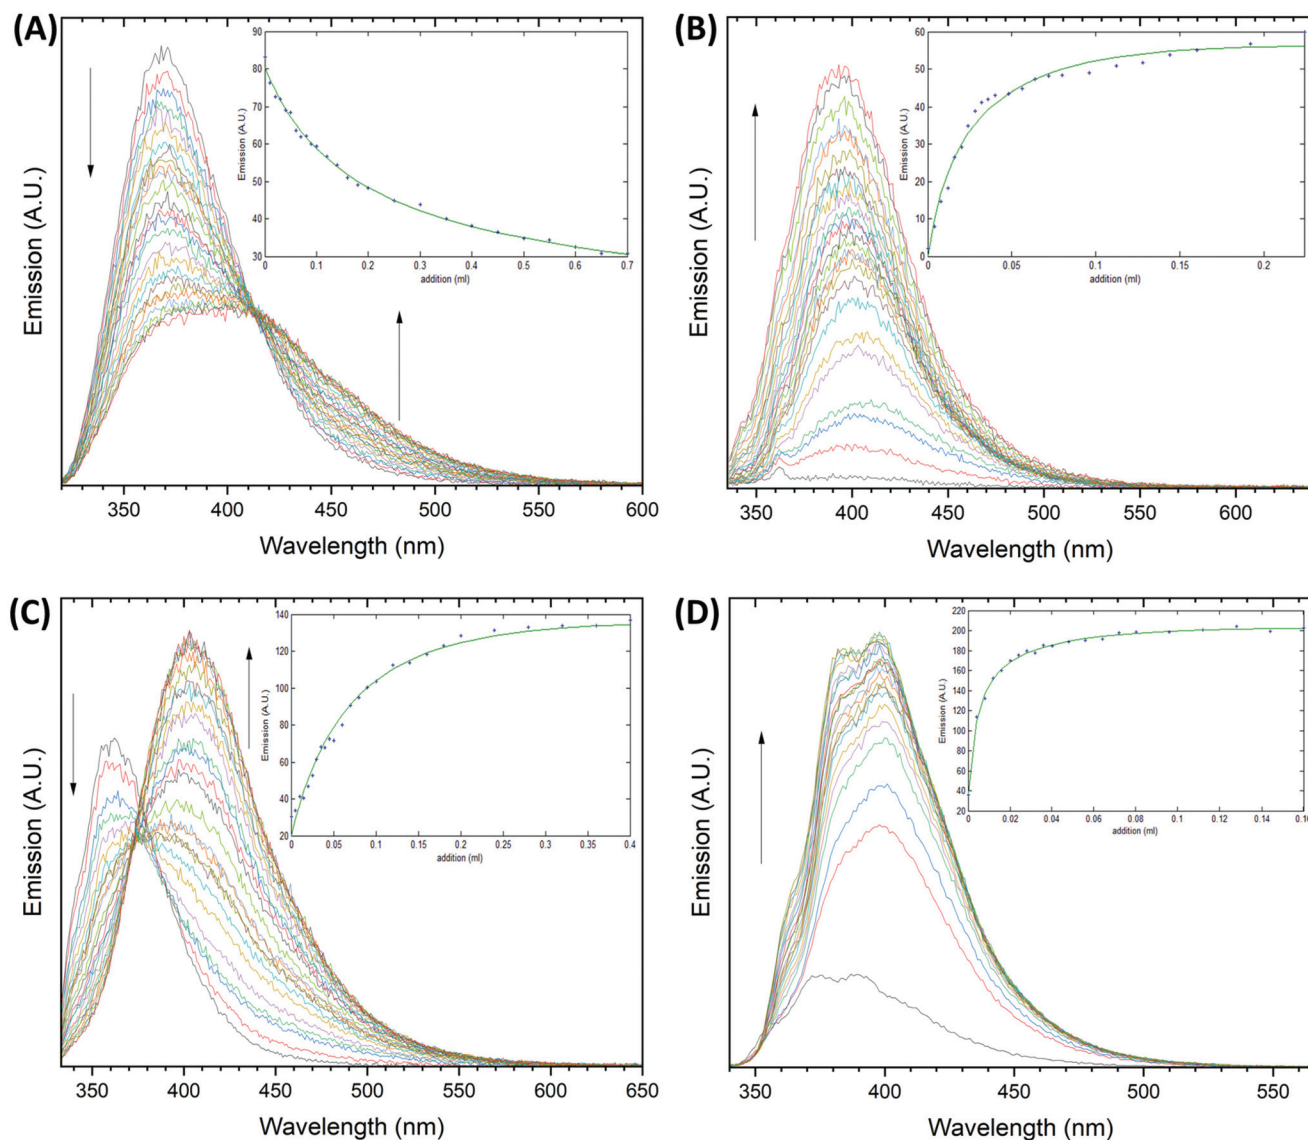 (A)
Emission (A.U.)
350 400 450 500 550 600
Wavelength (nm)
Emission (A.U.)
90
80
70
60
50
40
30
0 0.1 0.2 0.3 0.4 0.5 0.6 0.7
addition (ml)
(B)
Emission (A.U.)
350 400 450 500 550 600
Wavelength (nm)
Emission (A.U.)
60
50
40
30
20
10
0
0 0.05 0.1 0.15 0.2
addition (ml)
(C)
Emission (A.U.)
350 400 450 500 550 600 650
Wavelength (nm)
Emission (A.U.)
140
120
100
80
60
40
20
0 0.05 0.1 0.15 0.2 0.25 0.3 0.35 0.4
addition (ml)
(D)
Emission (A.U.)
350 400 450 500 550
Wavelength (nm)
Emission (A.U.)
220
200
180
160
140
120
100
80
60
40
20
0 0.02 0.04 0.06 0.08 0.1 0.12 0.14 0.16
addition (ml)